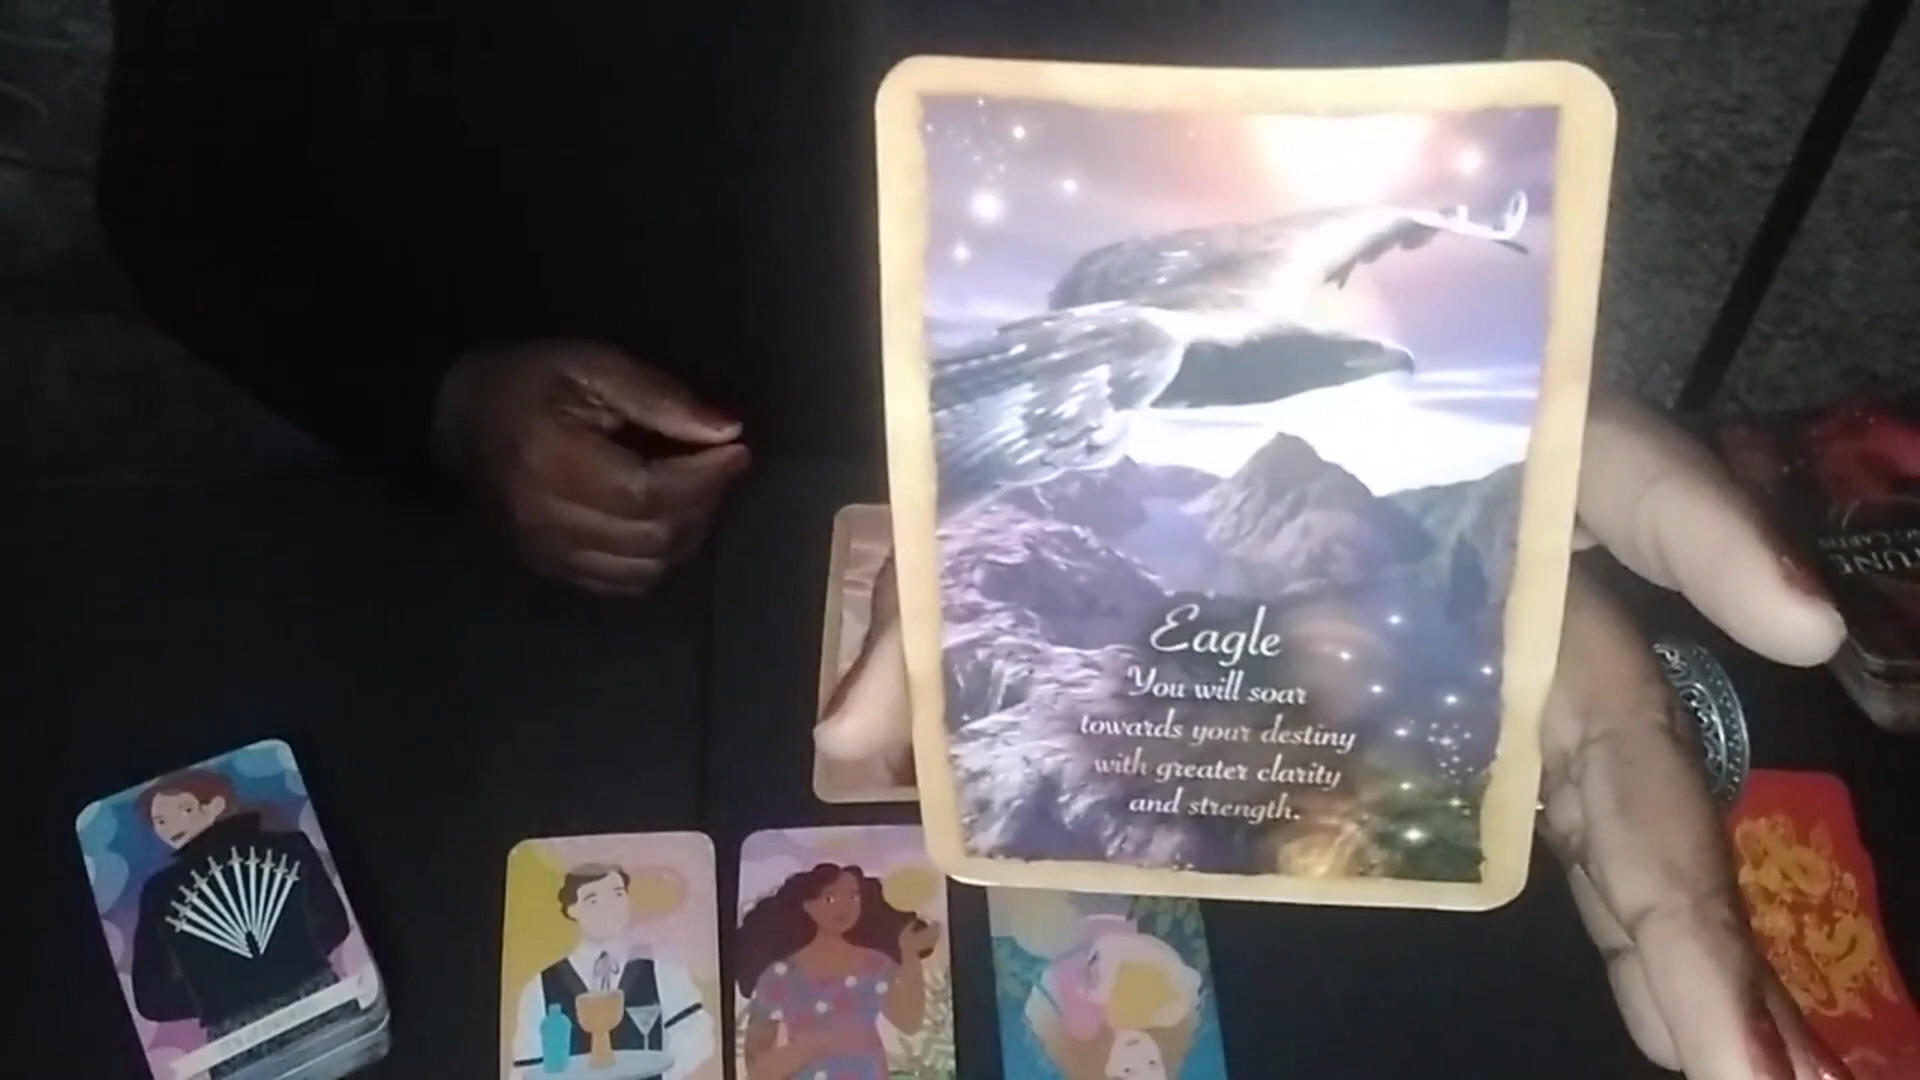 Eagle
You will soar
towards your destiny
with greater clarity
and strength.